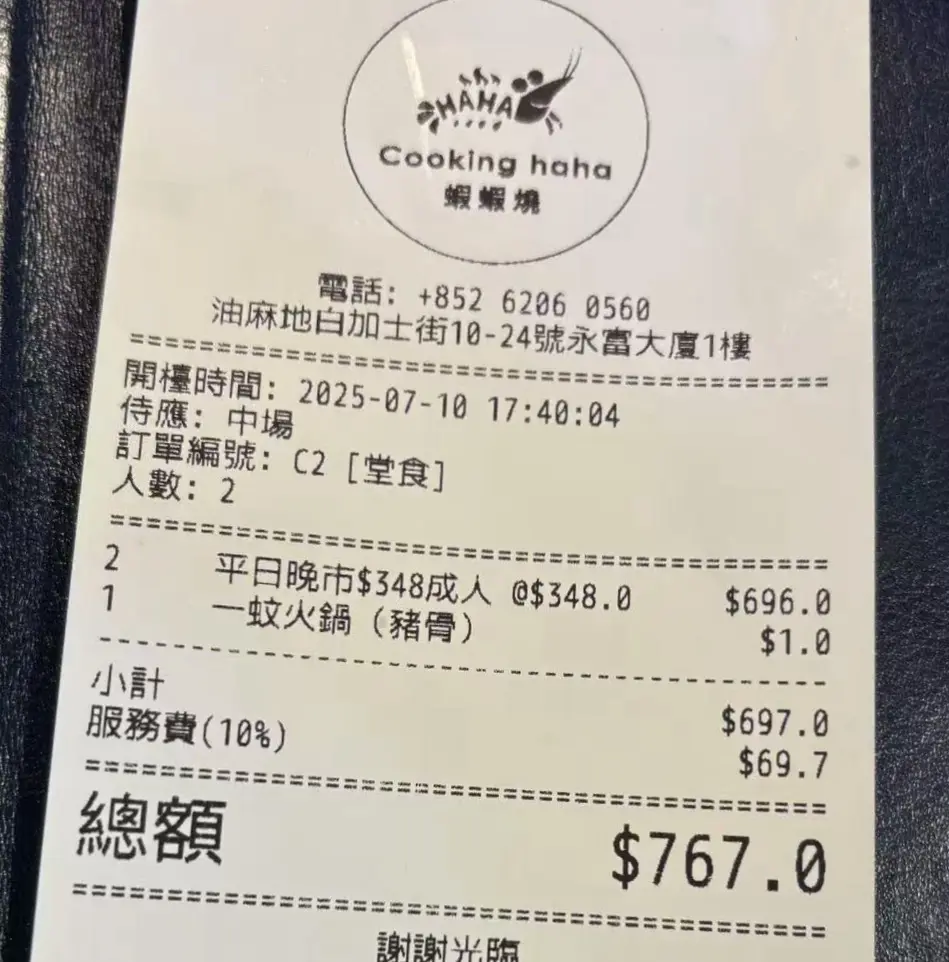 HAHA
Cooking haha
蝦蝦燒
電話: +852 6206 0560
油麻地白加士街10-24號永富大廈1樓
開檯時間: 2025-07-10 17:40:04
侍應: 中場
訂單編號: C2 [堂食]
人數: 2
2 平日晚市$348成人 @$348.0 $696.0
1 一蚊火鍋 (豬骨) $1.0
小計 $697.0
服務費(10%) $69.7
總額 $767.0
謝謝光臨